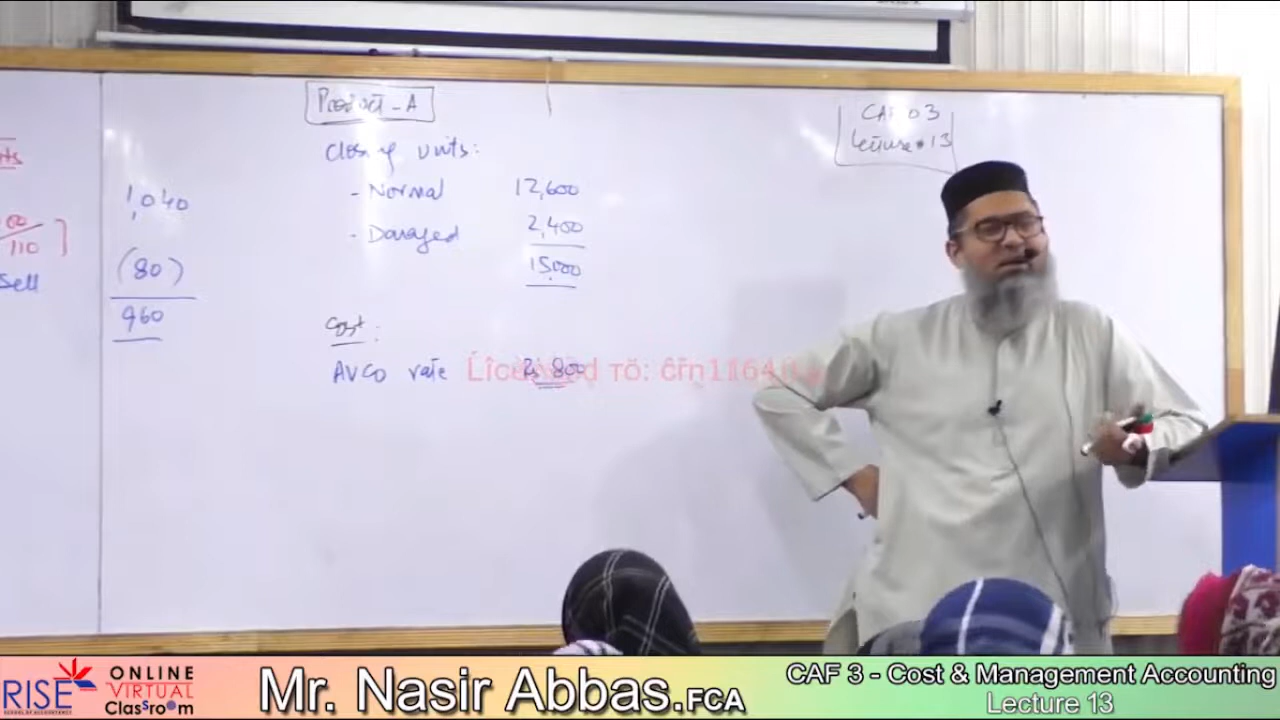 Product - A
Closing units:
- Normal 12,600
- Damaged 2,400
15,000
Cost:
AVCO rate Rs 800
1,040
(80)
960
110
Sell
CAF 03
Lecture # 13
RISE
ONLINE
VIRTUAL
Classroom
Mr. Nasir Abbas.FCA
CAF 3 - Cost & Management Accounting
Lecture 13